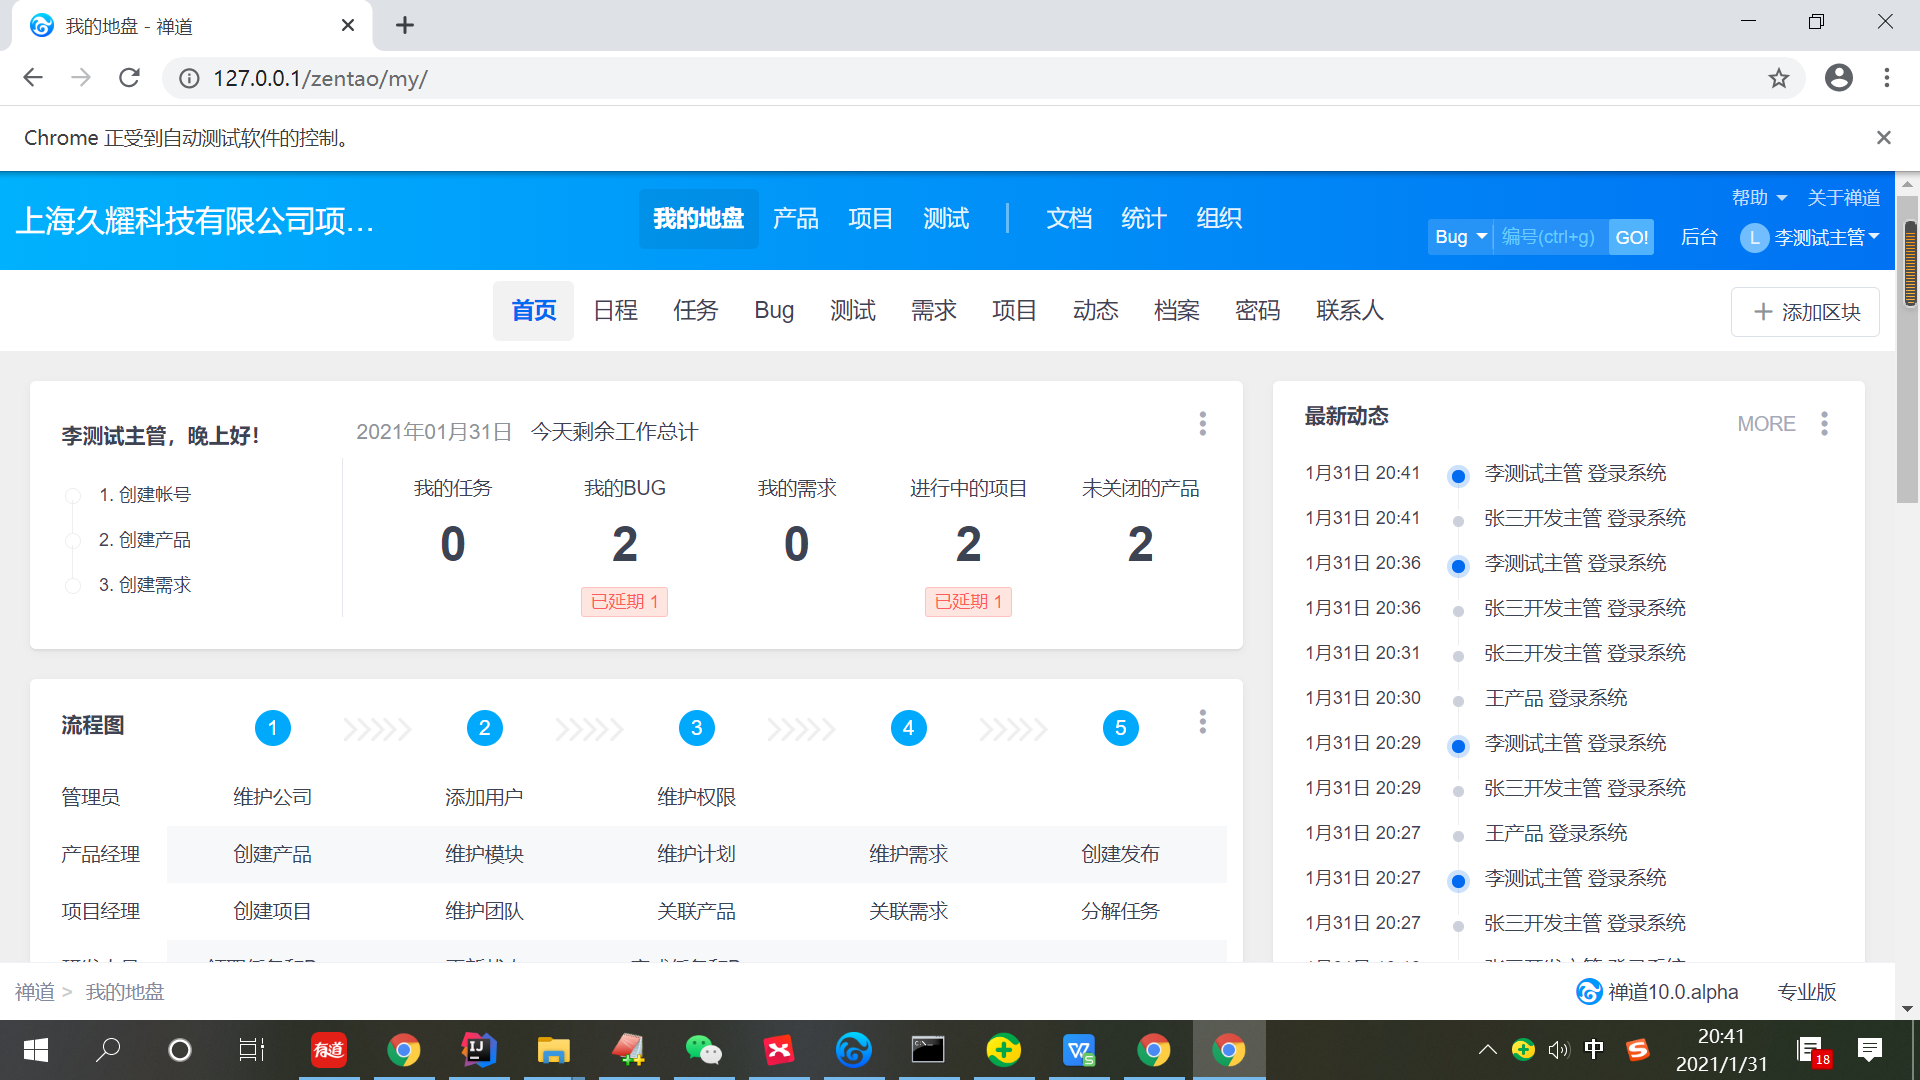 我的地盘 - 禅道
127.0.0.1/zentao/my/
Chrome 正受到自动测试软件的控制。
上海久耀科技有限公司项...
我的地盘 产品 项目 测试 文档 统计 组织
帮助 关于禅道
Bug 编号(ctrl+g) GO! 后台 L 李测试主管
首页 日程 任务 Bug 测试 需求 项目 动态 档案 密码 联系人
添加区块
李测试主管，晚上好！
1. 创建帐号
2. 创建产品
3. 创建需求
2021年01月31日 今天剩余工作总计
我的任务 我的BUG 我的需求 进行中的项目 未关闭的产品
0 2 0 2 2
已延期 1 已延期 1
最新动态 MORE
1月31日 20:41 李测试主管 登录系统
1月31日 20:41 张三开发主管 登录系统
1月31日 20:36 李测试主管 登录系统
1月31日 20:36 张三开发主管 登录系统
1月31日 20:31 张三开发主管 登录系统
1月31日 20:30 王产品 登录系统
1月31日 20:29 李测试主管 登录系统
1月31日 20:29 张三开发主管 登录系统
1月31日 20:27 王产品 登录系统
1月31日 20:27 李测试主管 登录系统
1月31日 20:27 张三开发主管 登录系统
流程图 1 2 3 4 5
管理员 维护公司 添加用户 维护权限
产品经理 创建产品 维护模块 维护计划 维护需求 创建发布
项目经理 创建项目 维护团队 关联产品 关联需求 分解任务
禅道 > 我的地盘
禅道10.0.alpha 专业版
有道
IJ
中
S
20:41
2021/1/31
18